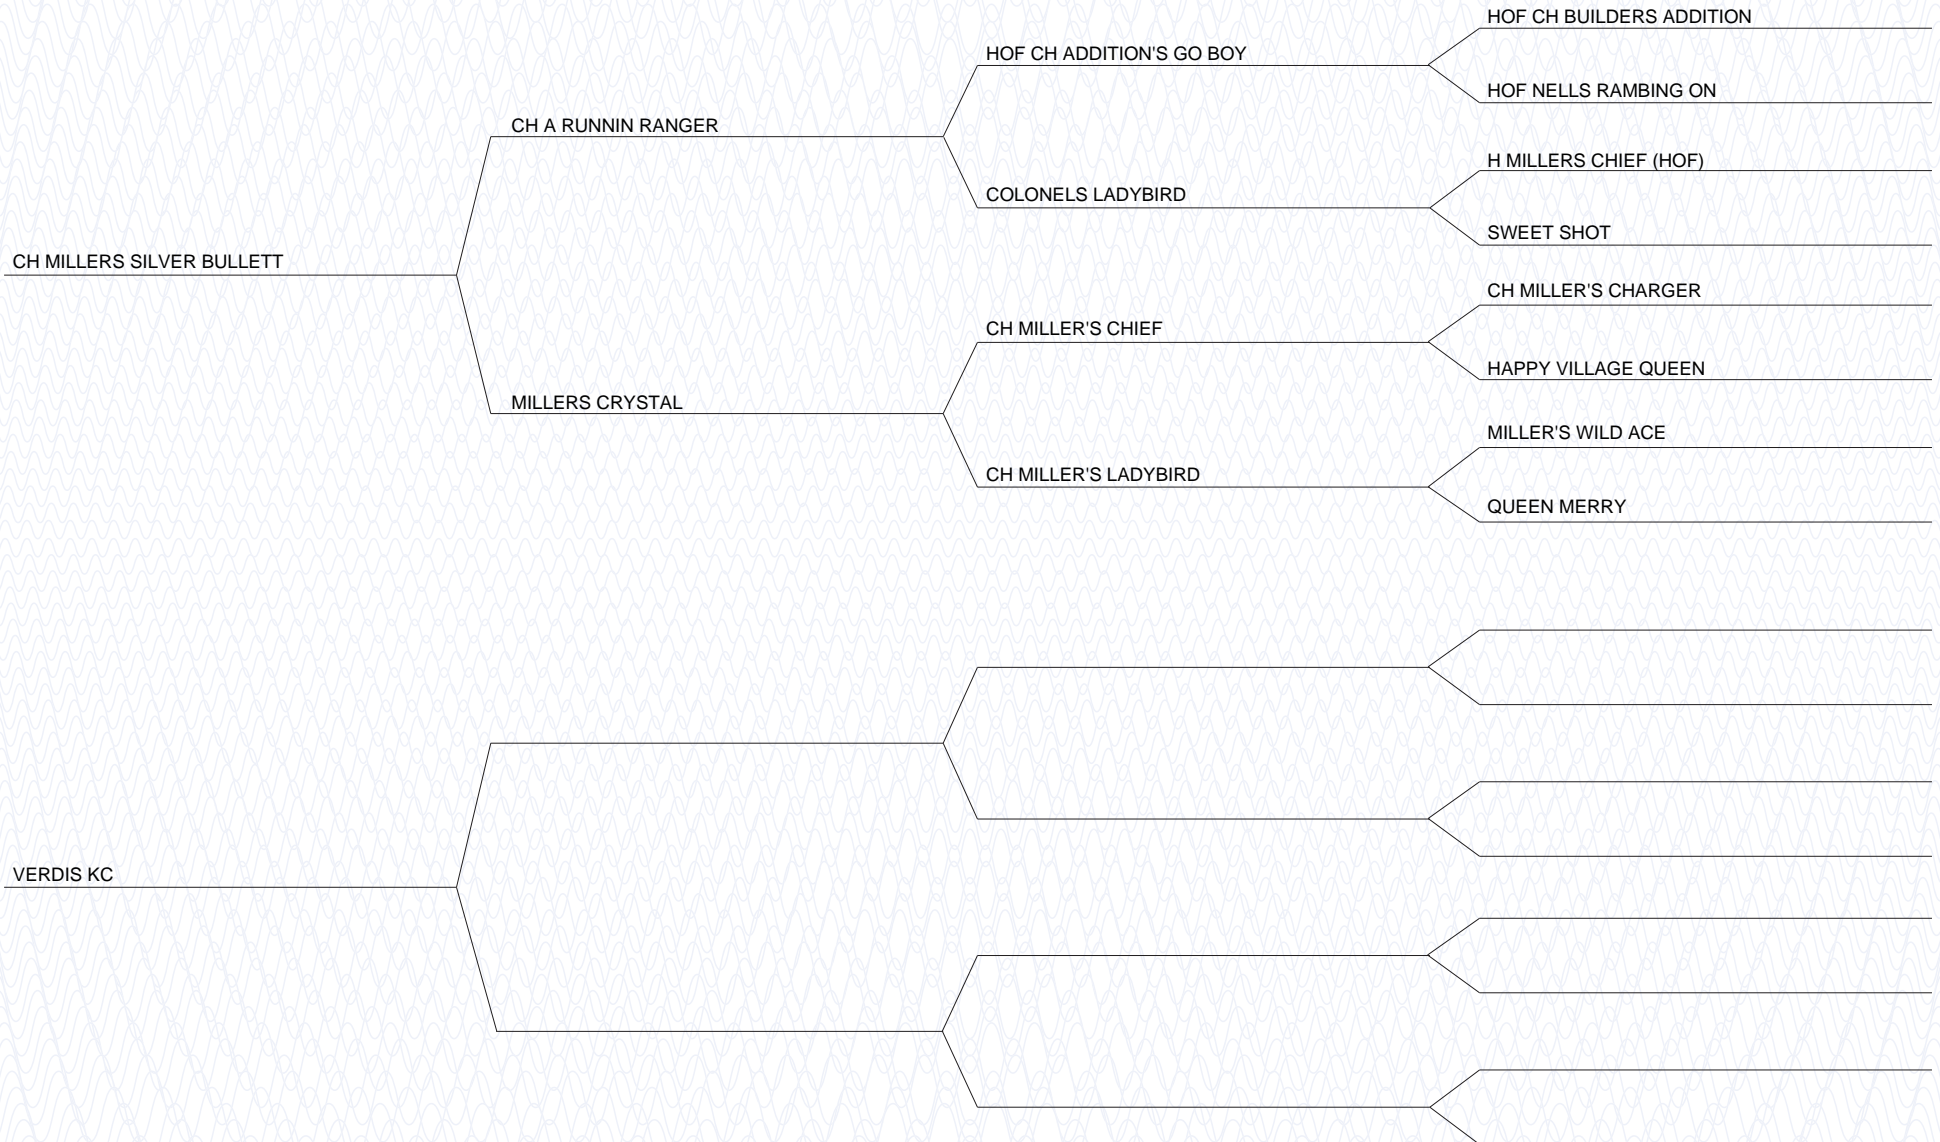 HOF CH BUILDERS ADDITION
HOF CH ADDITION'S GO BOY
HOF NELLS RAMBING ON
CH A RUNNIN RANGER
H MILLERS CHIEF (HOF)
COLONELS LADYBIRD
SWEET SHOT
CH MILLERS SILVER BULLETT
CH MILLER'S CHARGER
CH MILLER'S CHIEF
HAPPY VILLAGE QUEEN
MILLERS CRYSTAL
MILLER'S WILD ACE
CH MILLER'S LADYBIRD
QUEEN MERRY
VERDIS KC